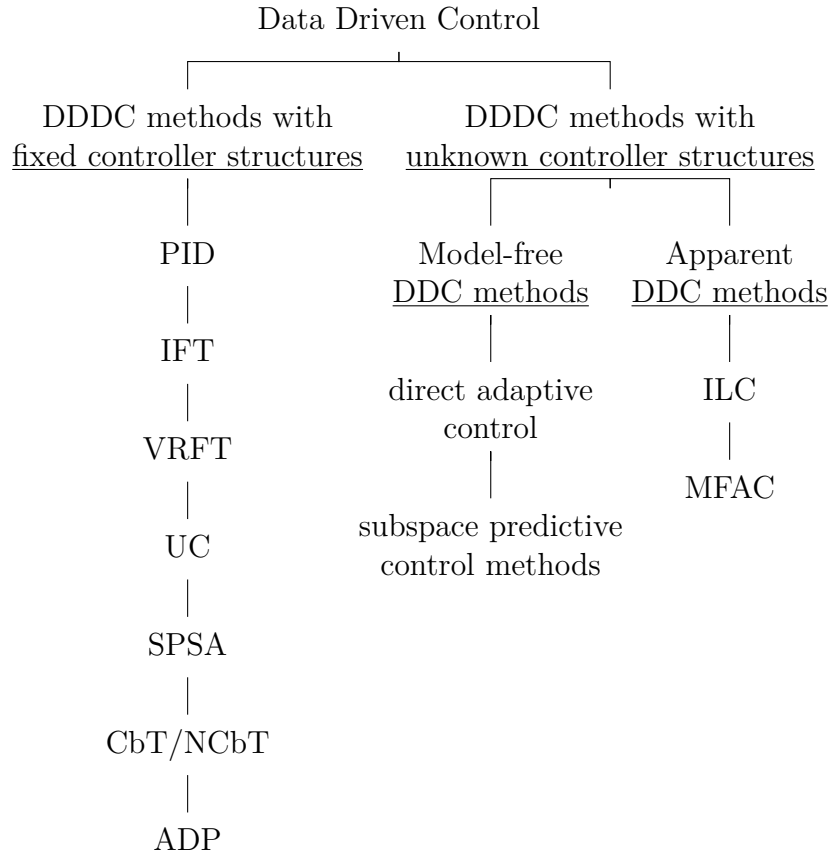 Data Driven Control
DDDC methods with
fixed controller structures
DDDC methods with
unknown controller structures
PID
IFT
VRFT
UC
SPSA
CbT/NCbT
ADP
Model-free
DDC methods
direct adaptive
control
subspace predictive
control methods
Apparent
DDC methods
ILC
MFAC